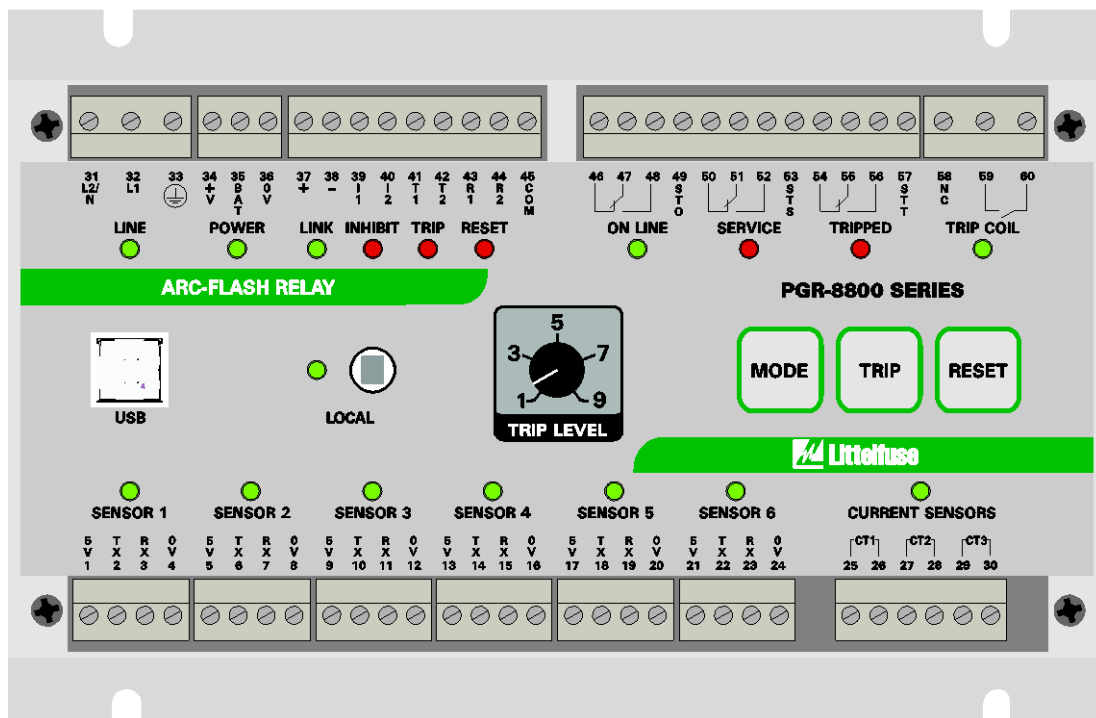 31 32 33 34 35 36 37 38 39 40 41 42 43 44 45 46 47 48 49 50 51 52 53 54 55 56 57 58 59 60
L2/N L1 +V BAT 0V + − I1 I2 T1 T2 R1 R2 COM STO STS STT NC
LINE POWER LINK INHIBIT TRIP RESET ON LINE SERVICE TRIPPED TRIP COIL
ARC-FLASH RELAY
PGR-8800 SERIES
1 3 5 7 9
TRIP LEVEL
4
USB
LOCAL
MODE TRIP RESET
Littelfuse
SENSOR 1 SENSOR 2 SENSOR 3 SENSOR 4 SENSOR 5 SENSOR 6 CURRENT SENSORS
5V TX RX 0V 5V TX RX 0V 5V TX RX 0V 5V TX RX 0V 5V TX RX 0V 5V TX RX 0V CT1 CT2 CT3
1 2 3 4 5 6 7 8 9 10 11 12 13 14 15 16 17 18 19 20 21 22 23 24 25 26 27 28 29 30